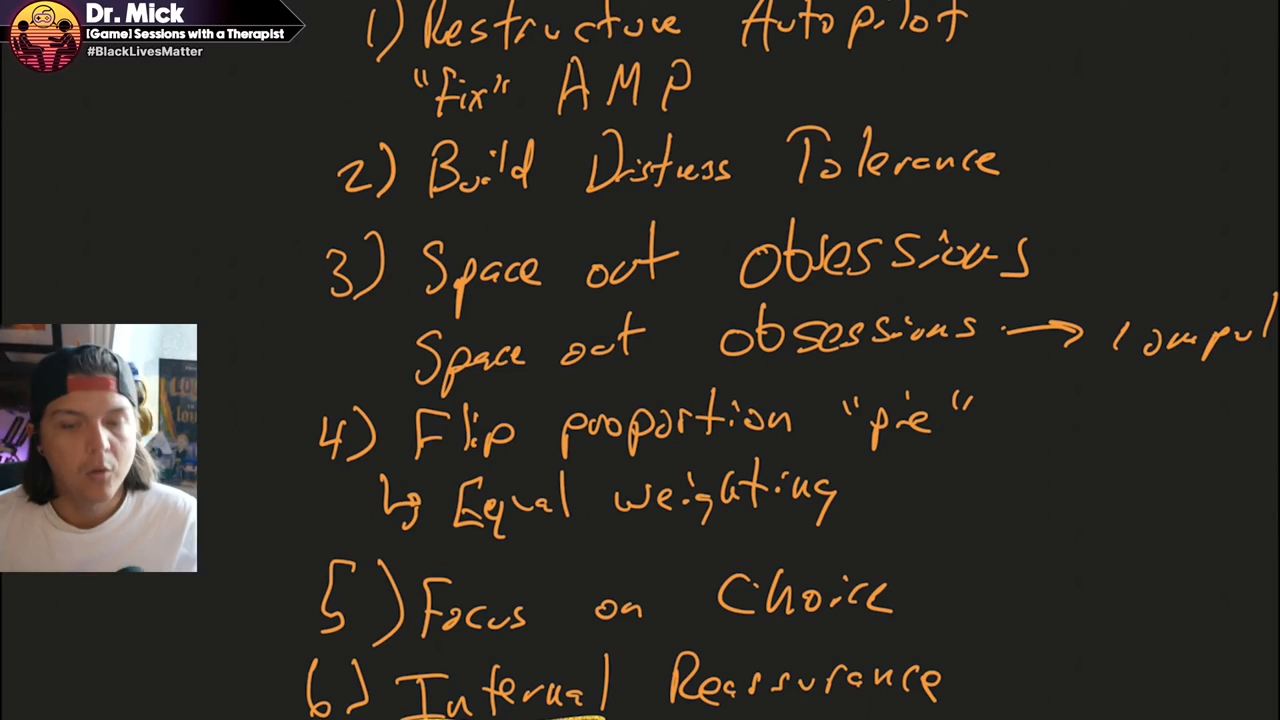 Dr. Mick
[Game] Sessions with a Therapist
#BlackLivesMatter
1) Restructure Autopilot
"fix" AMP
2) Build Distress Tolerance
3) Space out obsessions
Space out obsessions → compul
4) Flip proportion "pie"
↳ Equal weighting
5) Focus on Choice
6) Internal Reassurance